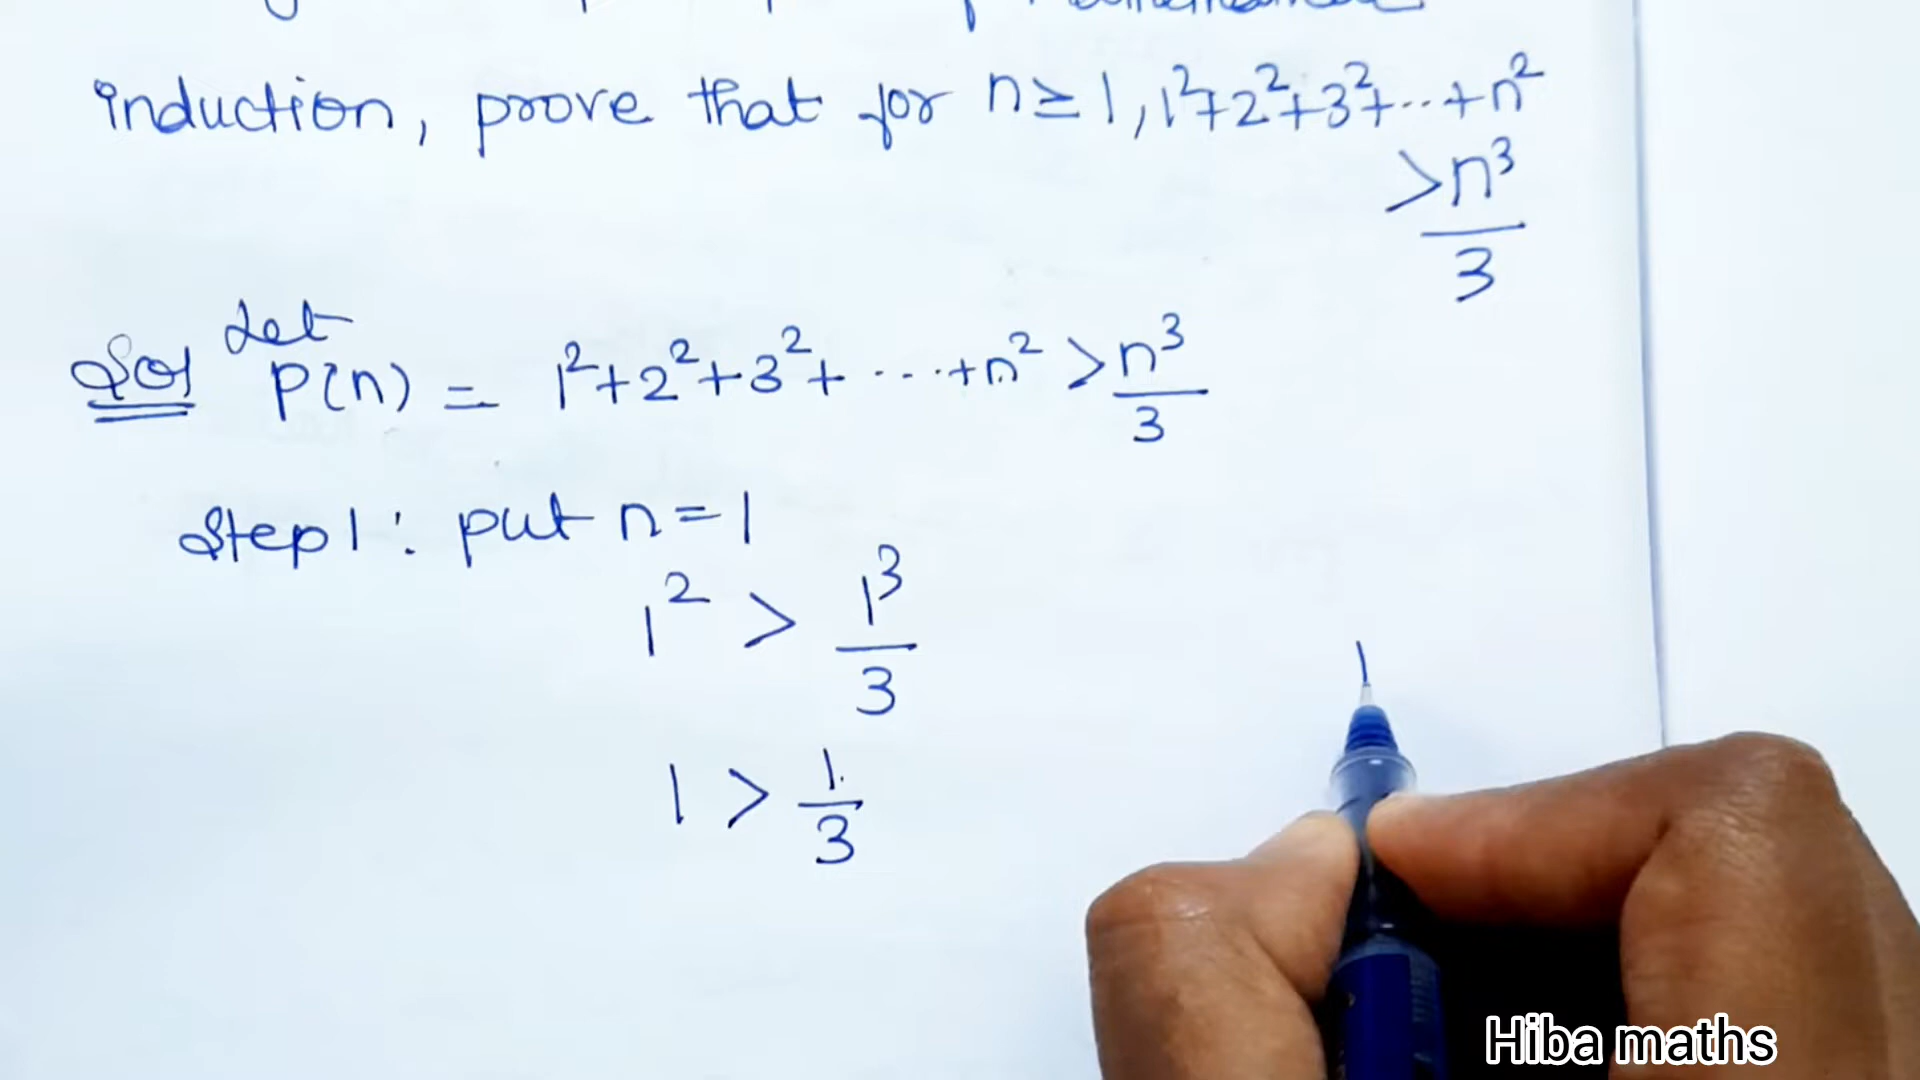 induction, prove that for n ≥ 1, 1²+2²+3²+...+n²
> n³/3
Sol Let
P(n) = 1²+2²+3²+ ....+n² > n³/3
Step 1: put n = 1
1² > 1³/3
1 > 1/3
1
Hiba maths